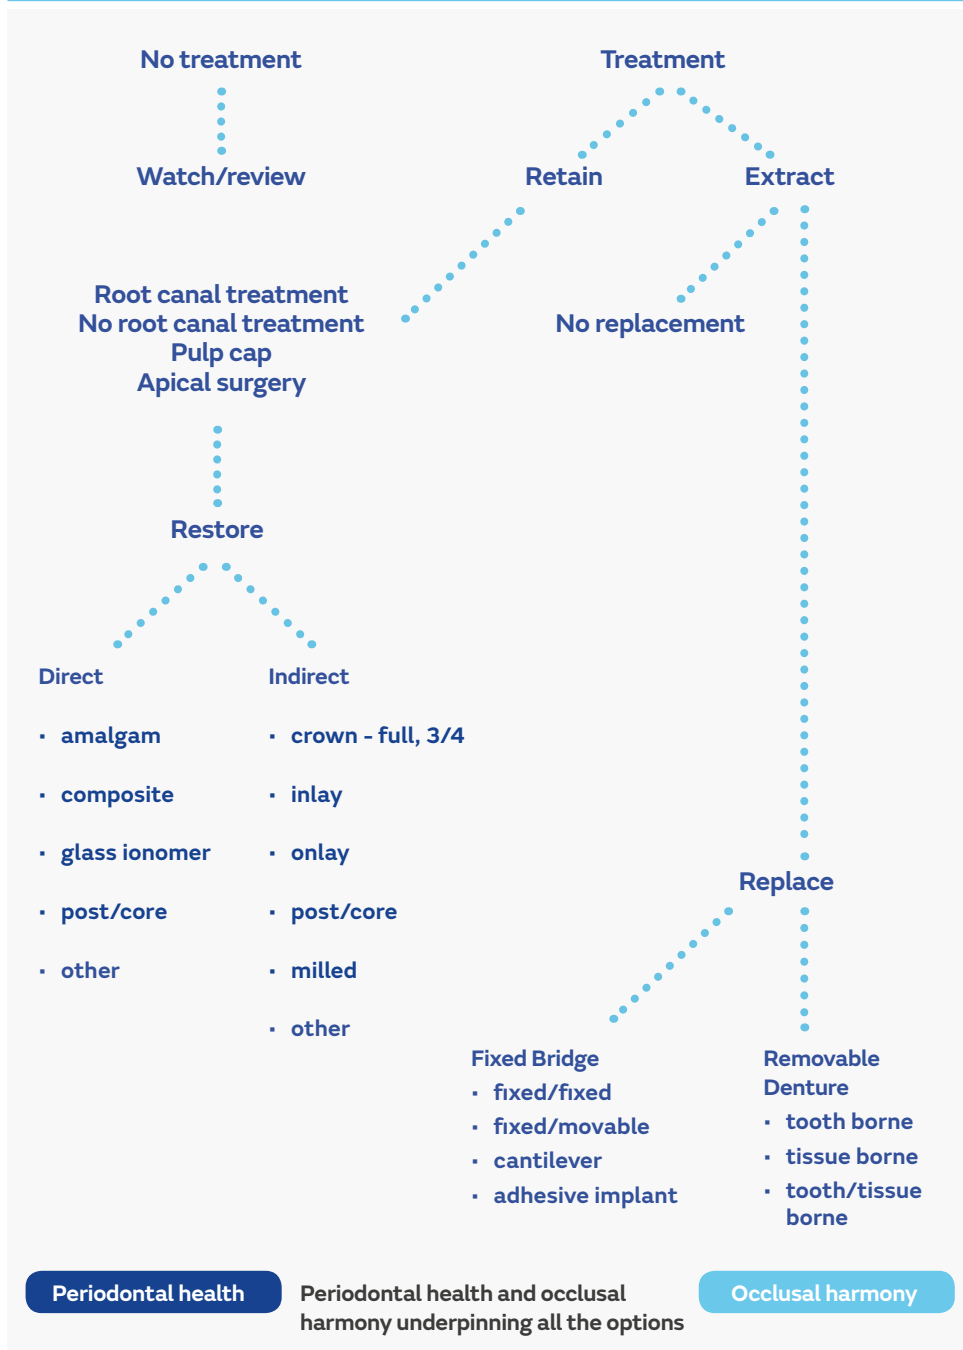 No treatment
Treatment
Watch/review
Retain
Extract
Root canal treatment
No root canal treatment
Pulp cap
Apical surgery
No replacement
Restore
Direct
▪ amalgam
▪ composite
▪ glass ionomer
▪ post/core
▪ other
Indirect
▪ crown - full, 3/4
▪ inlay
▪ onlay
▪ post/core
▪ milled
▪ other
Replace
Fixed Bridge
▪ fixed/fixed
▪ fixed/movable
▪ cantilever
▪ adhesive implant
Removable
Denture
▪ tooth borne
▪ tissue borne
▪ tooth/tissue
borne
Periodontal health
Periodontal health and occlusal
harmony underpinning all the options
Occlusal harmony